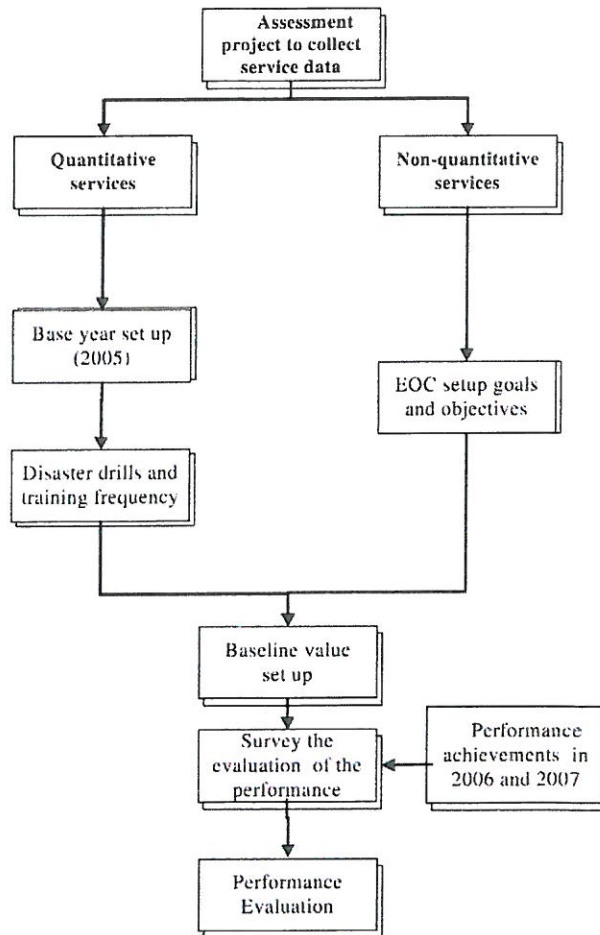 Assessment
project to collect
service data
Quantitative
services
Non-quantitative
services
Base year set up
(2005)
EOC setup goals
and objectives
Disaster drills and
training frequency
Baseline value
set up
Survey the
evaluation of the
performance
Performance
achievements in
2006 and 2007
Performance
Evaluation